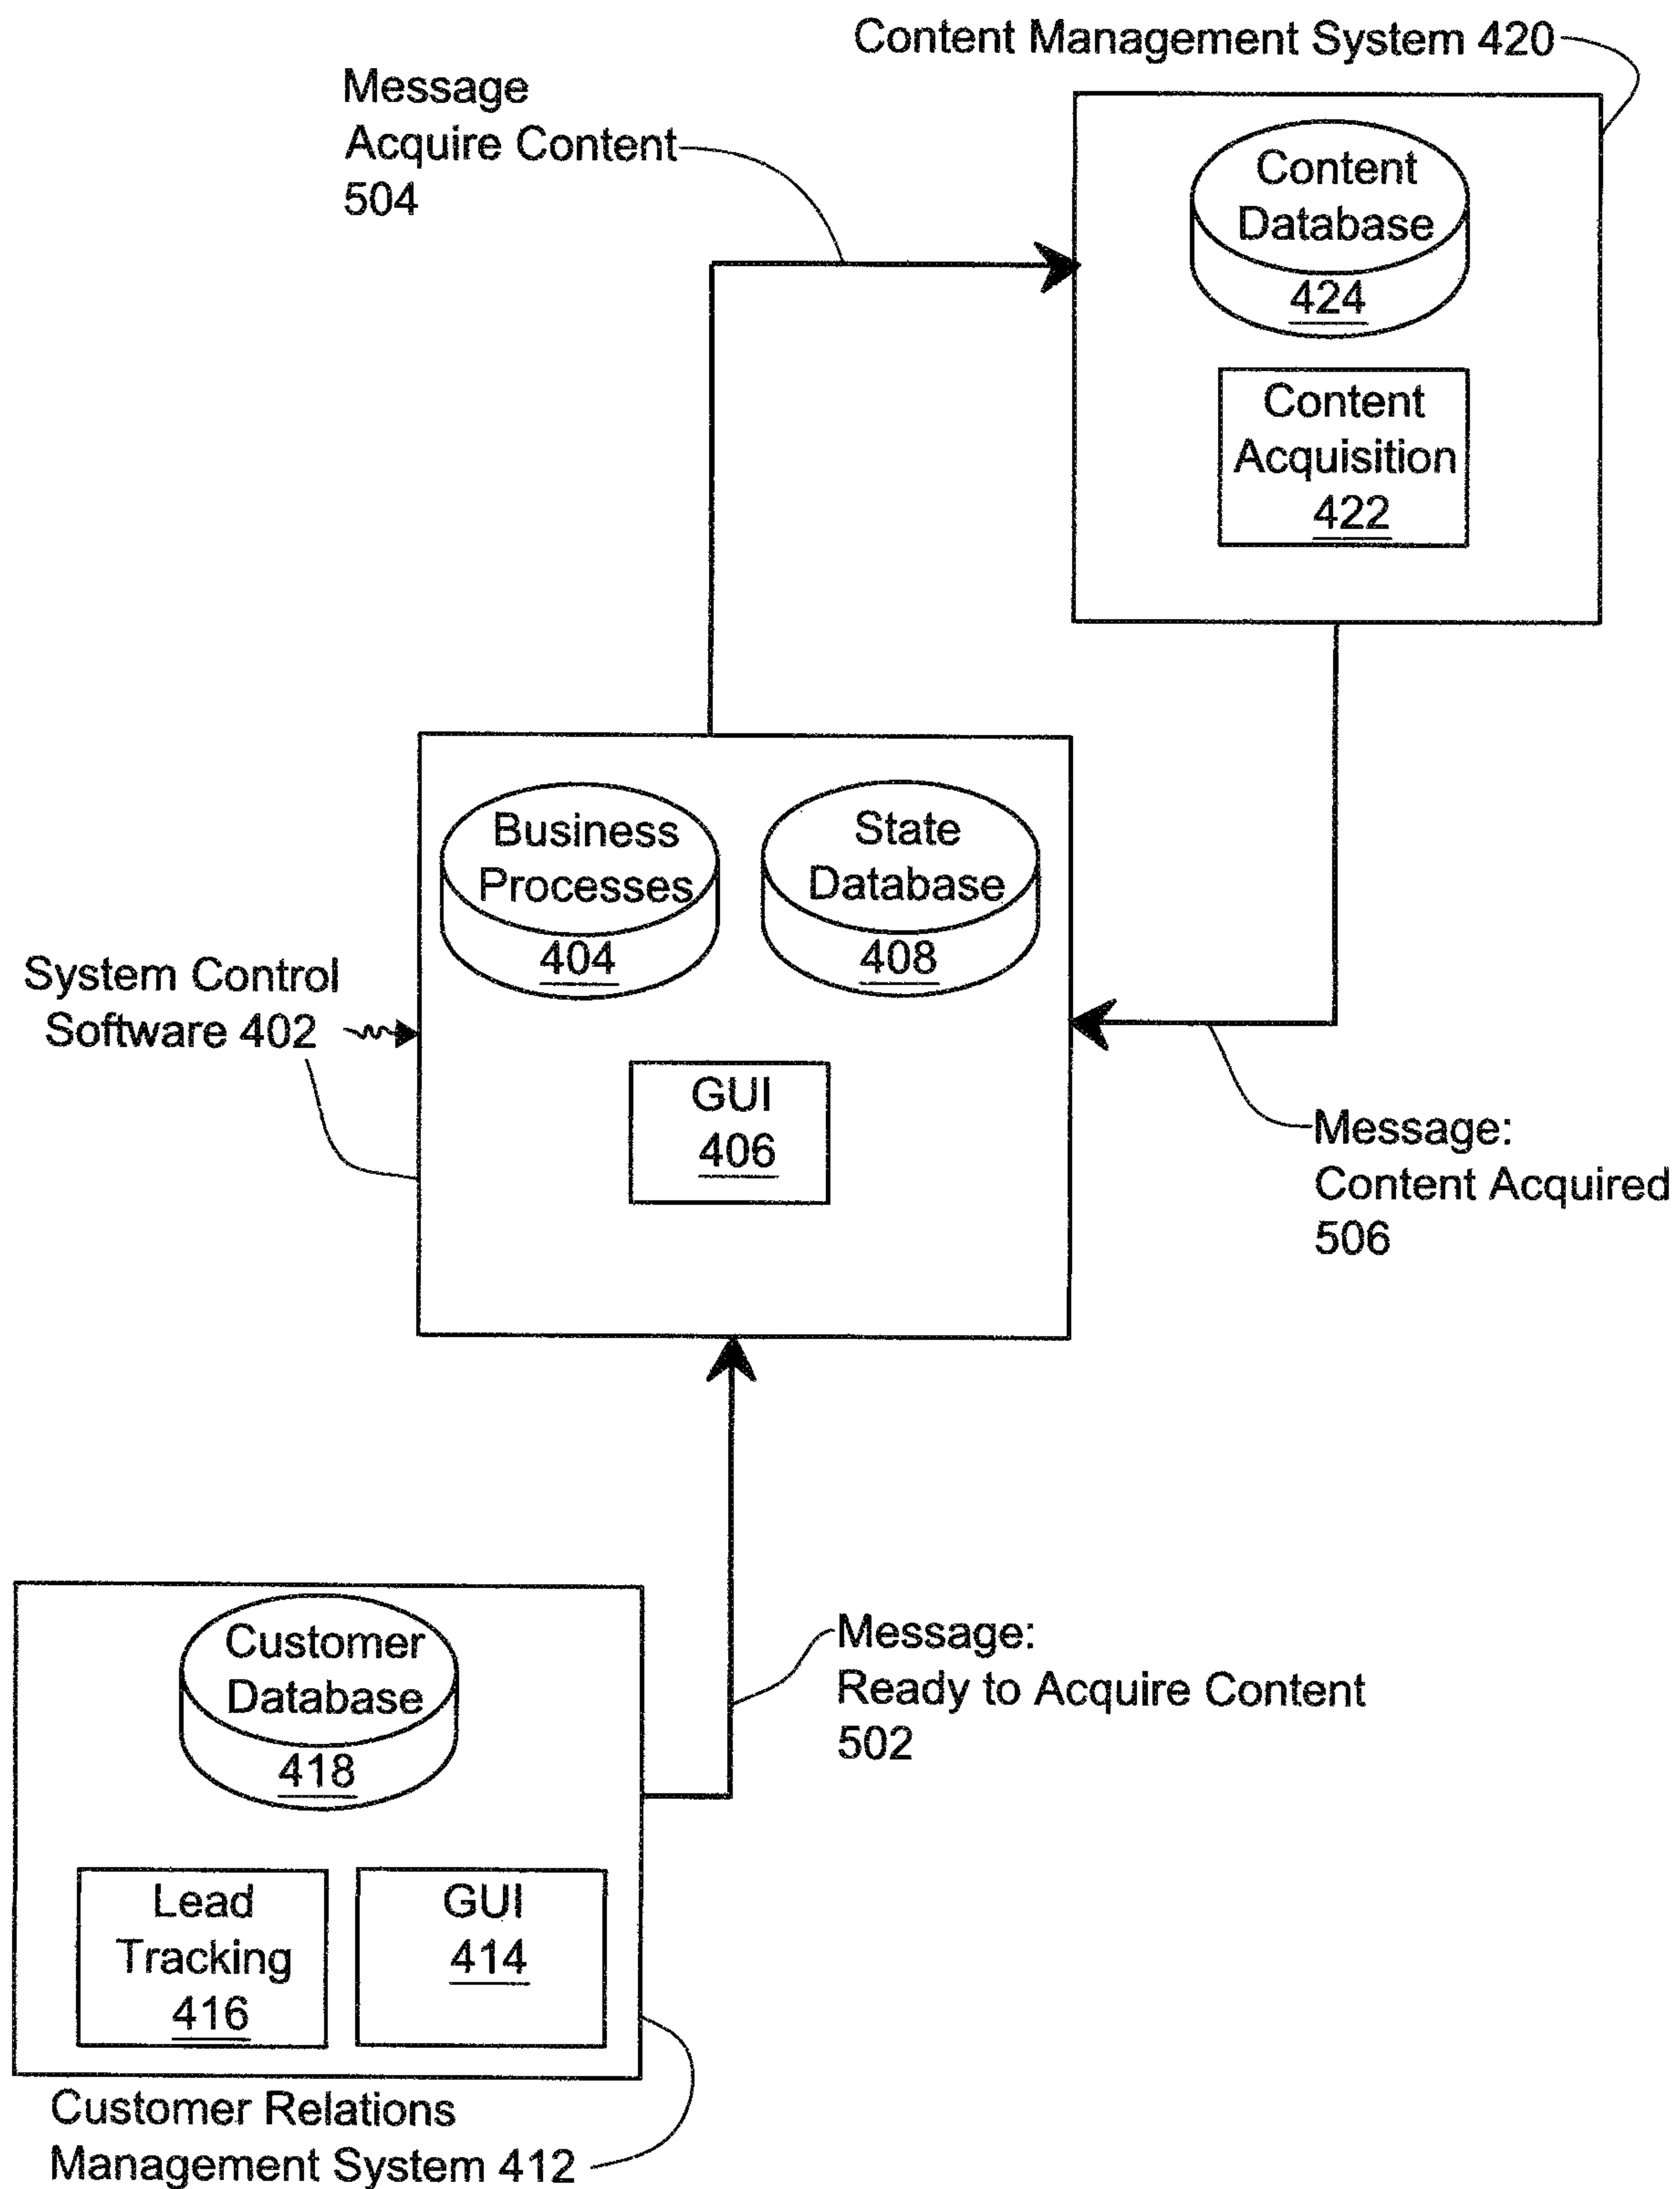 Content Management System 420
Message
Acquire Content
504
Content
Database
424
Content
Acquisition
422
Business
Processes
404
State
Database
408
System Control
Software 402
GUI
406
Message:
Content Acquired
506
Customer
Database
418
Message:
Ready to Acquire Content
502
Lead
Tracking
416
GUI
414
Customer Relations
Management System 412